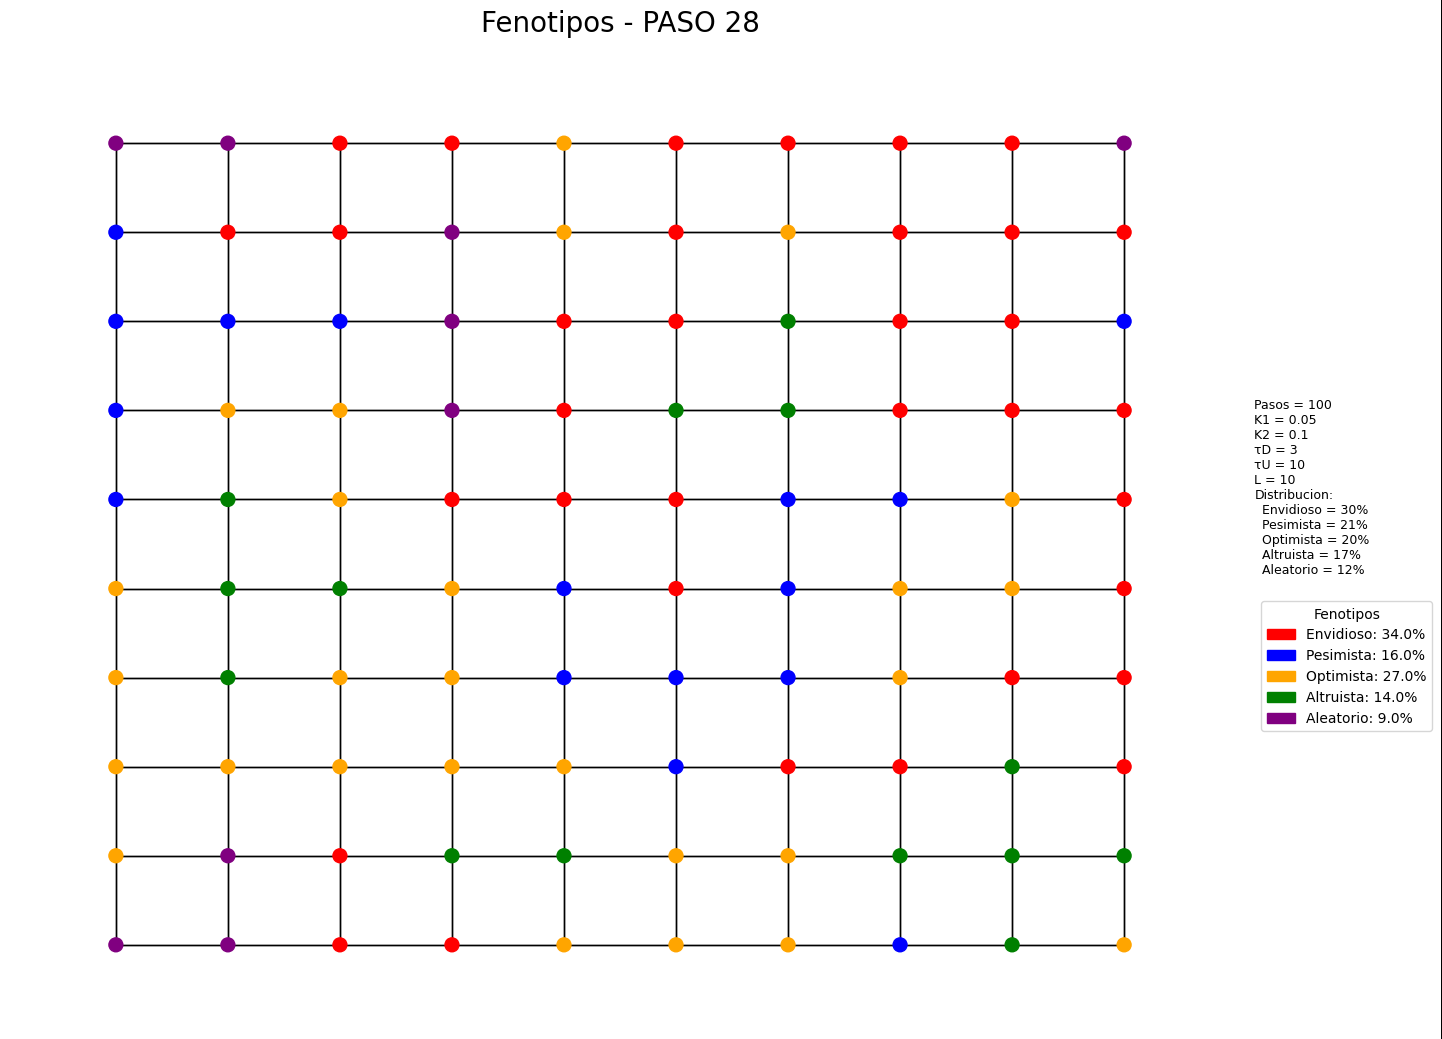 Fenotipos - PASO 28
Pasos = 100
K1 = 0.05
K2 = 0.1
τD = 3
τU = 10
L = 10
Distribucion:
Envidioso = 30%
Pesimista = 21%
Optimista = 20%
Altruista = 17%
Aleatorio = 12%
Fenotipos
Envidioso: 34.0%
Pesimista: 16.0%
Optimista: 27.0%
Altruista: 14.0%
Aleatorio: 9.0%